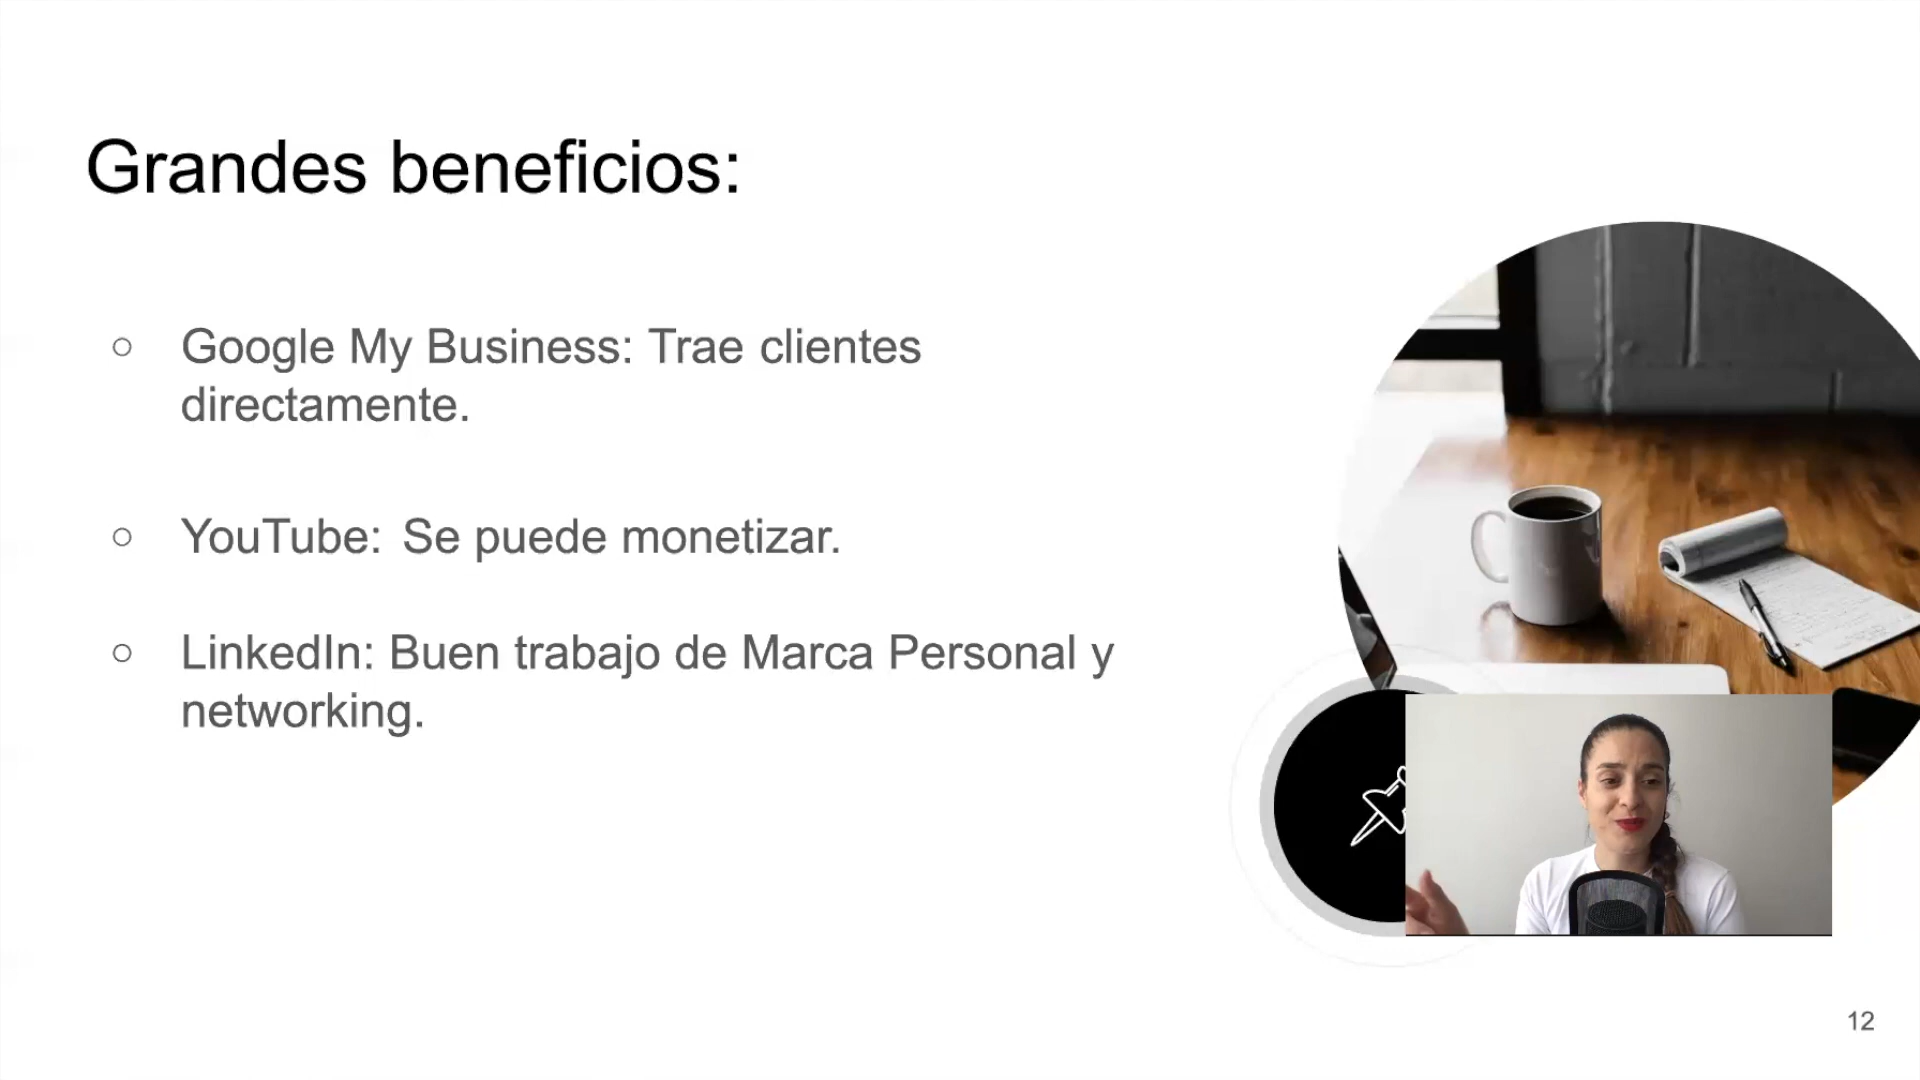 Grandes beneficios:
○ Google My Business: Trae clientes
directamente.
○ YouTube: Se puede monetizar.
○ LinkedIn: Buen trabajo de Marca Personal y
networking.
12